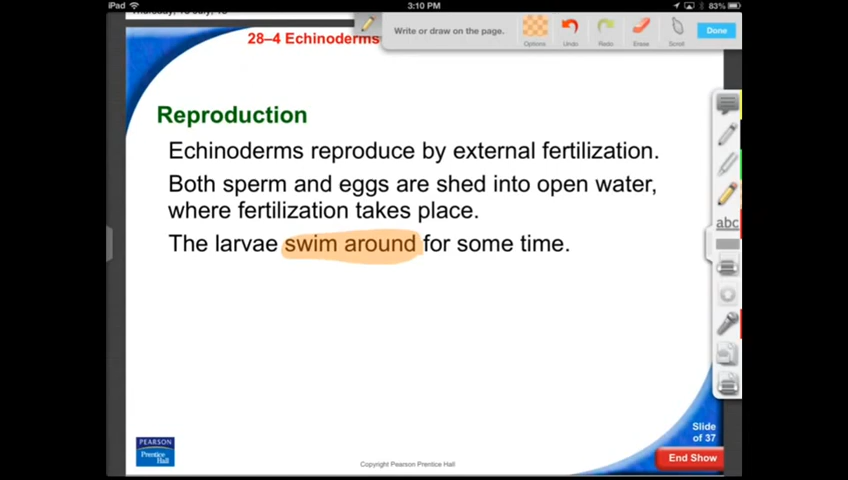 iPad
3:10 PM
83%
28–4 Echinoderms
Write or draw on the page.
Options
Undo
Redo
Erase
Scroll
Done
Reproduction
Echinoderms reproduce by external fertilization.
Both sperm and eggs are shed into open water,
where fertilization takes place.
The larvae swim around for some time.
abc
PEARSON
Prentice
Hall
Copyright Pearson Prentice Hall
Slide
of 37
End Show